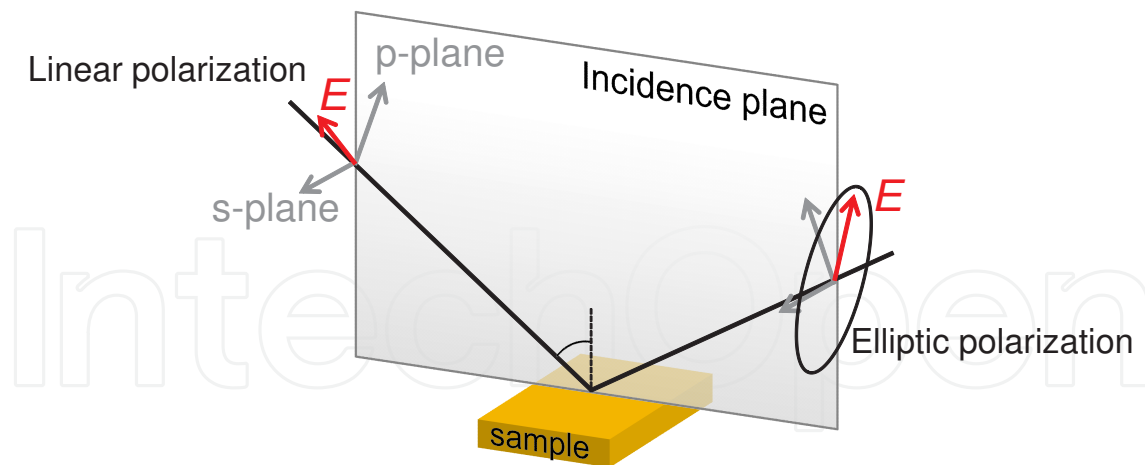 p-plane
Linear polarization
E
Incidence plane
s-plane
E
Elliptic polarization
sample
IntechOpen